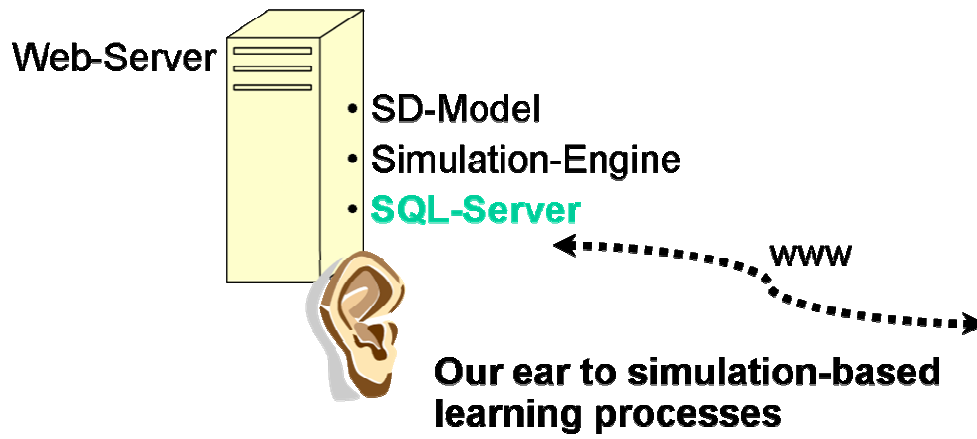 Web-Server
• SD-Model
• Simulation-Engine
• SQL-Server
www
Our ear to simulation-based
learning processes